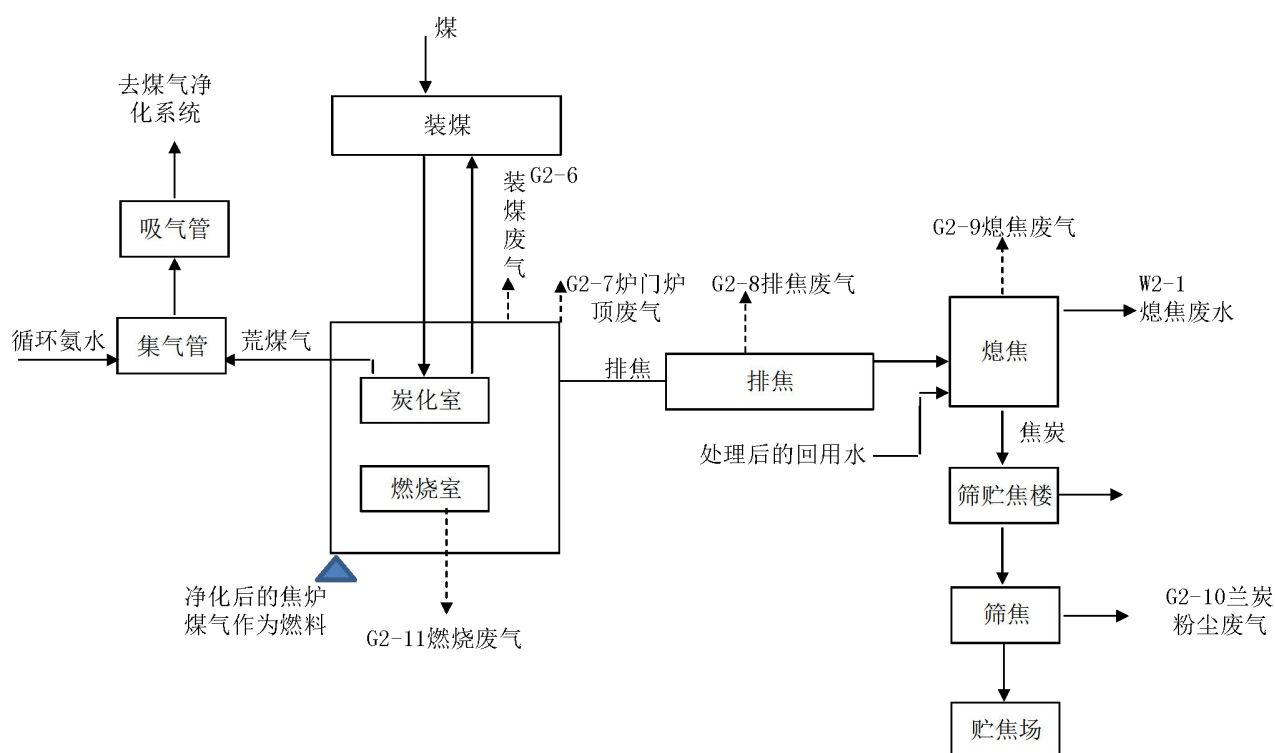 煤
去煤气净
化系统
装煤
G2-6
装煤废气
吸气管
G2-9熄焦废气
G2-7炉门炉
顶废气
G2-8排焦废气
W2-1
熄焦废水
循环氨水
集气管
荒煤气
熄焦
排焦
排焦
炭化室
焦炭
处理后的回用水
燃烧室
筛贮焦楼
净化后的焦炉
煤气作为燃料
G2-11燃烧废气
筛焦
G2-10兰炭
粉尘废气
贮焦场